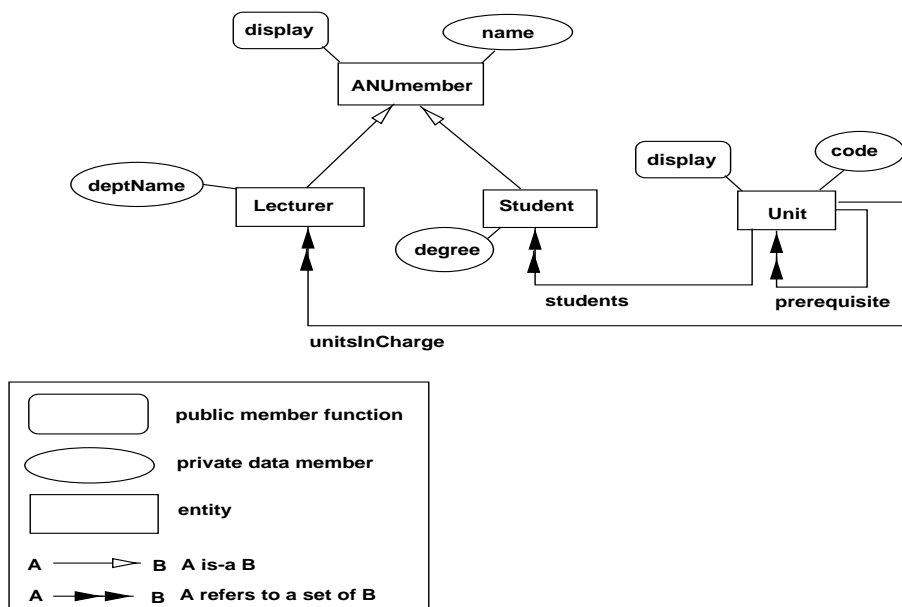 display
name
ANUmember
deptName
Lecturer
Student
degree
display
code
Unit
students
prerequisite
unitsInCharge
public member function
private data member
entity
A B A is-a B
A B A refers to a set of B